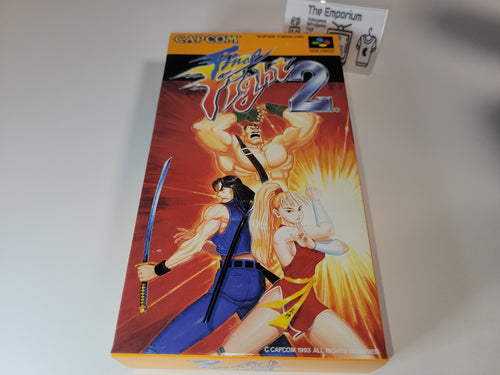 The Emporium
CAPCOM
SUPER FAMICOM
Final
Fight
2
© CAPCOM 1993 ALL RIGHTS RESERVED.